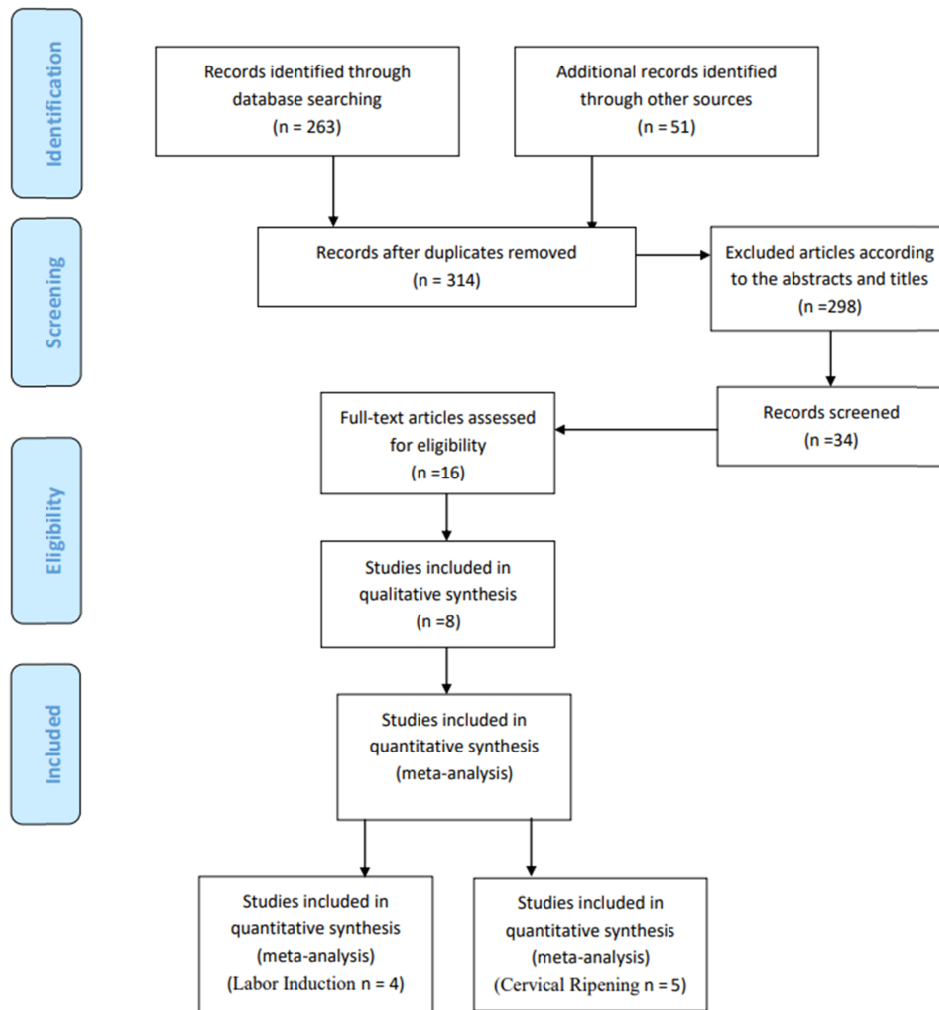 Identification
Records identified through
database searching
(n = 263)
Additional records identified
through other sources
(n = 51)
Screening
Records after duplicates removed
(n = 314)
Excluded articles according
to the abstracts and titles
(n =298)
Records screened
(n =34)
Full-text articles assessed
for eligibility
(n =16)
Eligibility
Studies included in
qualitative synthesis
(n =8)
Included
Studies included in
quantitative synthesis
(meta-analysis)
Studies included in
quantitative synthesis
(meta-analysis)
(Labor Induction n = 4)
Studies included in
quantitative synthesis
(meta-analysis)
(Cervical Ripening n = 5)